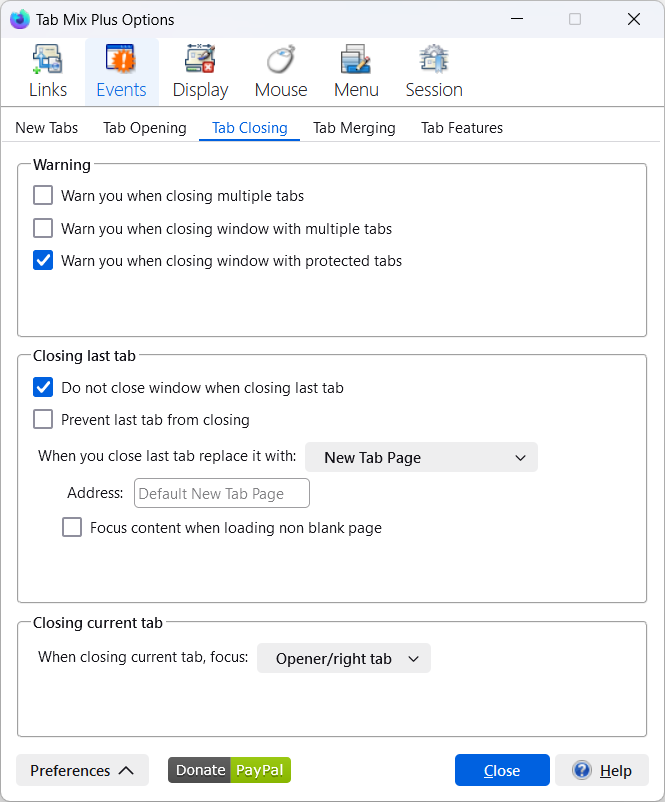 Tab Mix Plus Options
Links Events Display Mouse Menu Session
New Tabs Tab Opening Tab Closing Tab Merging Tab Features
Warning
Warn you when closing multiple tabs
Warn you when closing window with multiple tabs
Warn you when closing window with protected tabs
Closing last tab
Do not close window when closing last tab
Prevent last tab from closing
When you close last tab replace it with: New Tab Page
Address: Default New Tab Page
Focus content when loading non blank page
Closing current tab
When closing current tab, focus: Opener/right tab
Preferences Donate PayPal Close Help